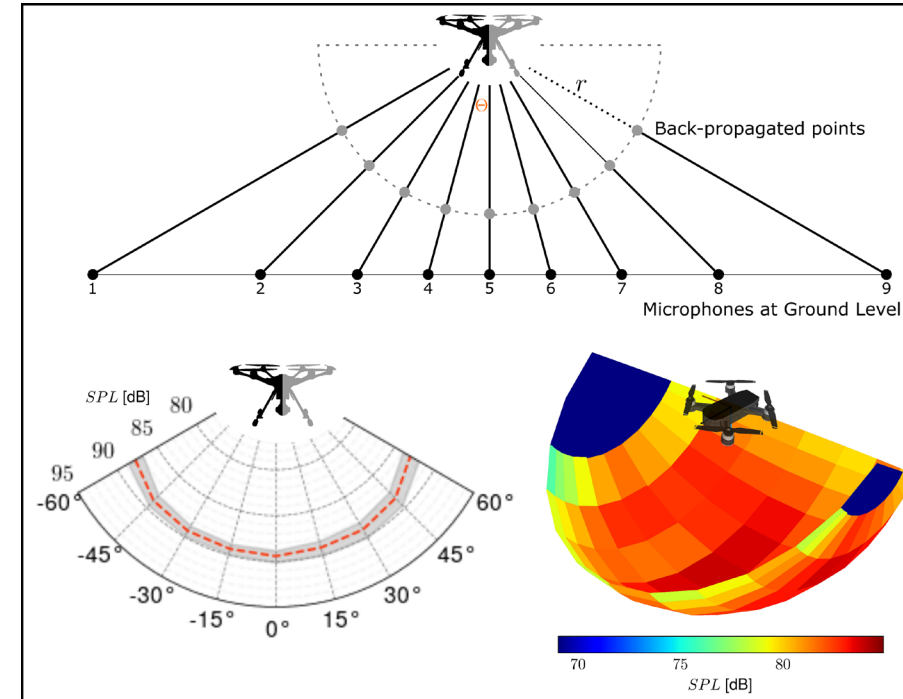 Θ
r
Back-propagated points
1 2 3 4 5 6 7 8 9
Microphones at Ground Level
SPL [dB]
80
85
90
95
-60°
-45°
-30°
-15°
0°
15°
30°
45°
60°
70 75 80
SPL [dB]